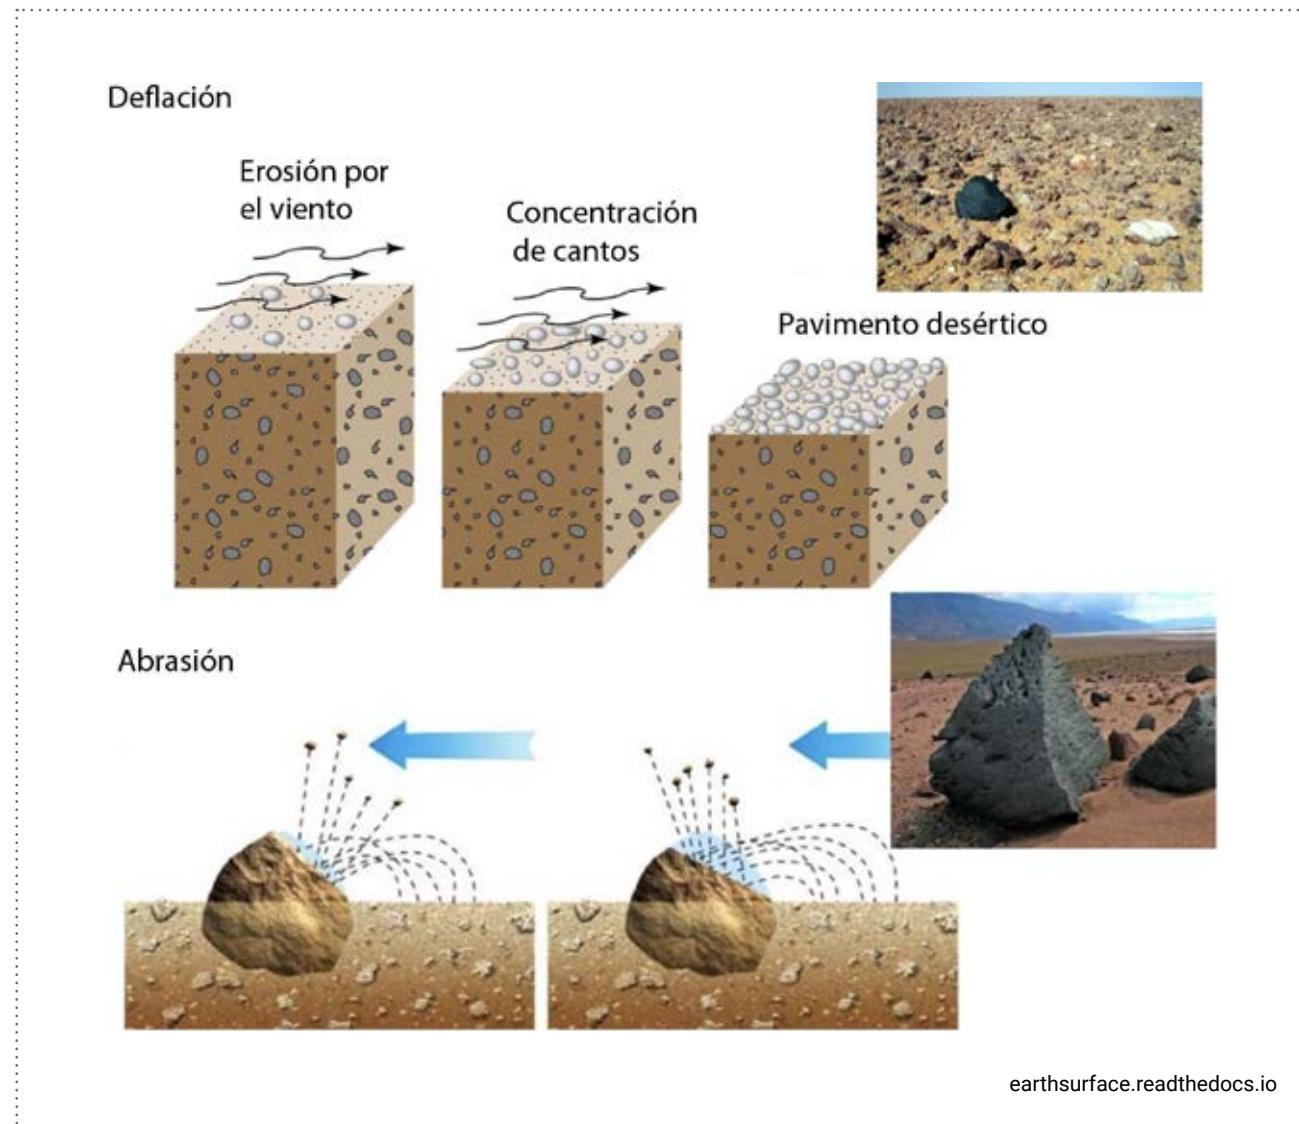 Deflación
Erosión por
el viento
Concentración
de cantos
Pavimento desértico
Abrasión
earthsurface.readthedocs.io